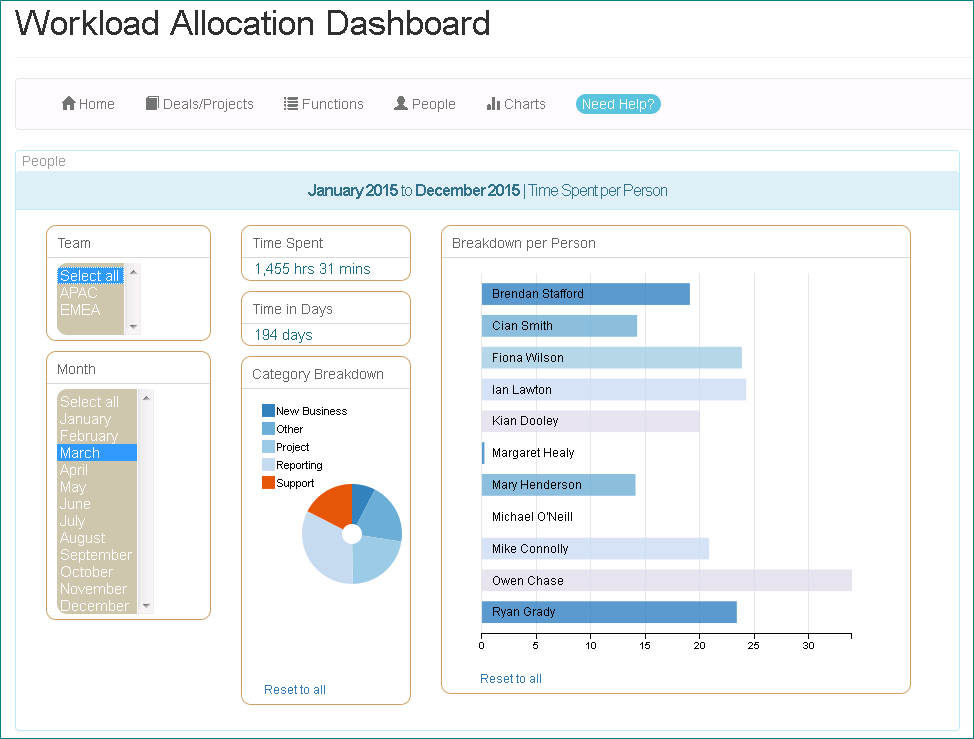 Workload Allocation Dashboard
Home Deals/Projects Functions People Charts Need Help?
People
January 2015 to December 2015 | Time Spent per Person
Team
Select all
APAC
EMEA
Month
Select all
January
February
March
April
May
June
July
August
September
October
November
December
Time Spent
1,455 hrs 31 mins
Time in Days
194 days
Category Breakdown
New Business
Other
Project
Reporting
Support
Reset to all
Breakdown per Person
Brendan Stafford
Cian Smith
Fiona Wilson
Ian Lawton
Kian Dooley
Margaret Healy
Mary Henderson
Michael O'Neill
Mike Connolly
Owen Chase
Ryan Grady
0 5 10 15 20 25 30
Reset to all